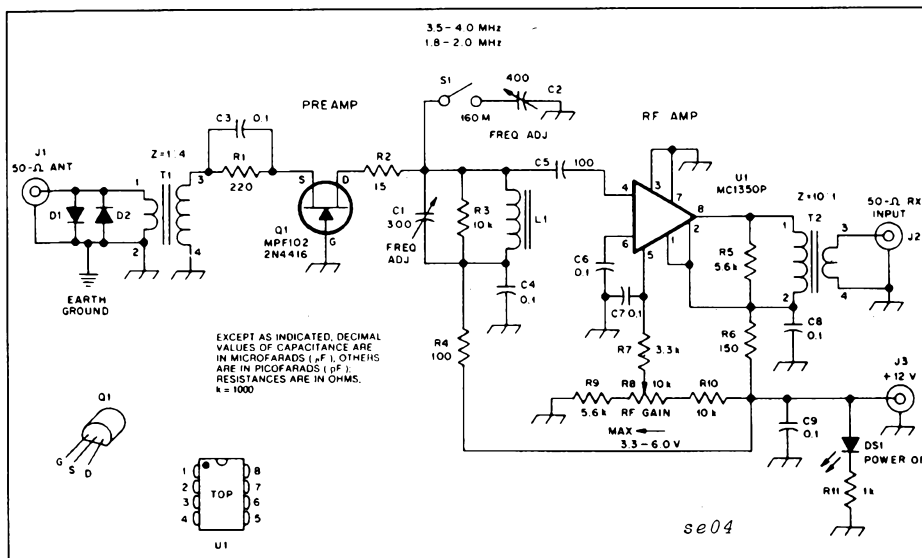 3.5-4.0 MHz
1.8-2.0 MHz
PREAMP
S1
400
C2
160 M
FREQ ADJ
RF AMP
C3
0.1
Z=1:4
T1
R1
220
J1
50-Ω ANT
D1
D2
1
2
3
4
EARTH
GROUND
S
D
G
Q1
MPF102
2N4416
R2
15
C1
300
FREQ
ADJ
R3
10k
L1
C5
100
C4
0.1
R4
100
4
6
3
7
8
2
1
5
U1
MC1350P
C6
0.1
C7
0.1
R5
5.6k
Z=10:1
T2
1
2
3
4
50-Ω RX
INPUT
J2
R6
150
C8
0.1
R7
3.3k
R9
5.6k
R8
10k
RF GAIN
R10
10k
MAX
3.3-6.0 V
J3
+12 V
C9
0.1
DS1
POWER ON
R11
1k
EXCEPT AS INDICATED, DECIMAL
VALUES OF CAPACITANCE ARE
IN MICROFARADS (µF), OTHERS
ARE IN PICOFARADS (pF);
RESISTANCES ARE IN OHMS,
k=1000
Q1
G
S
D
1
2
3
4
TOP
8
7
6
5
U1
se04